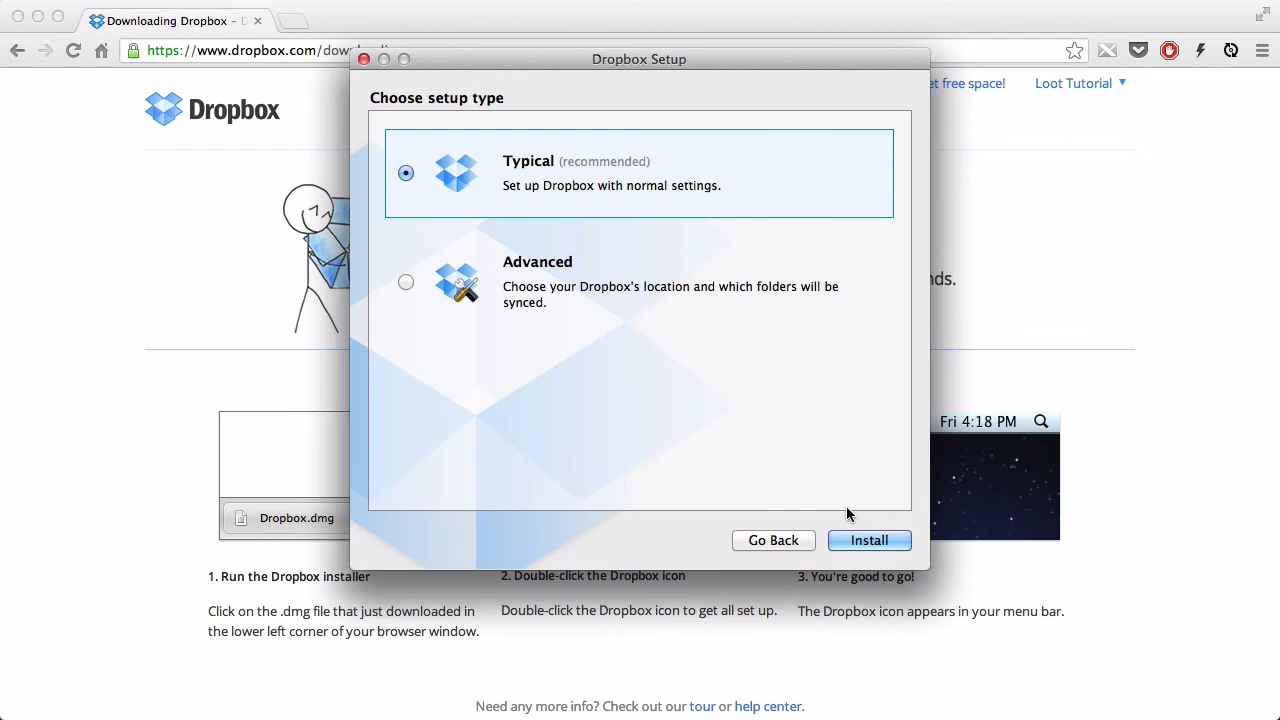 Downloading Dropbox – D
https://www.dropbox.com/downloadi
Dropbox Setup
Dropbox
et free space!
Loot Tutorial
Choose setup type
Typical (recommended)
Set up Dropbox with normal settings.
Advanced
Choose your Dropbox's location and which folders will be
synced.
nds.
Fri 4:18 PM
Dropbox.dmg
Go Back
Install
1. Run the Dropbox installer
Click on the .dmg file that just downloaded in
the lower left corner of your browser window.
2. Double-click the Dropbox icon
Double-click the Dropbox icon to get all set up.
3. You're good to go!
The Dropbox icon appears in your menu bar.
Need any more info? Check out our tour or help center.